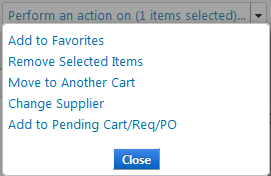 Perform an action on (1 items selected)...
Add to Favorites
Remove Selected Items
Move to Another Cart
Change Supplier
Add to Pending Cart/Req/PO
Close